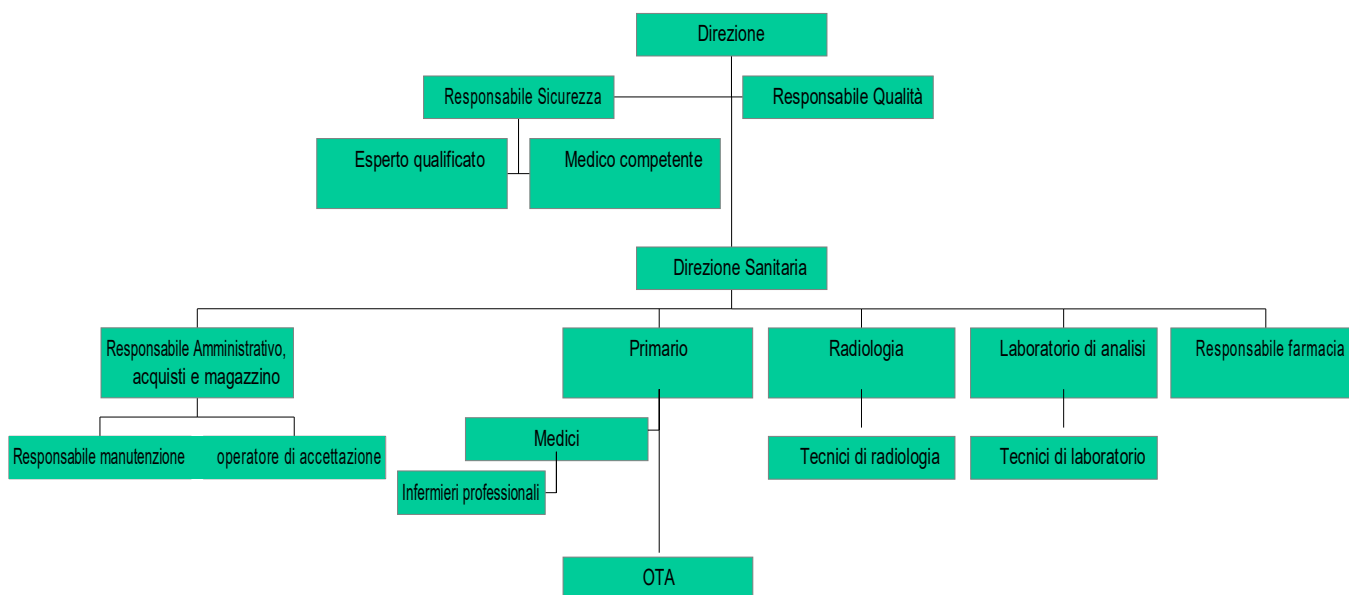 Direzione
Responsabile Sicurezza
Responsabile Qualità
Esperto qualificato
Medico competente
Direzione Sanitaria
Responsabile Amministrativo,
acquisti e magazzino
Primario
Radiologia
Laboratorio di analisi
Responsabile farmacia
Responsabile manutenzione
operatore di accettazione
Medici
Tecnici di radiologia
Tecnici di laboratorio
Infermieri professionali
OTA